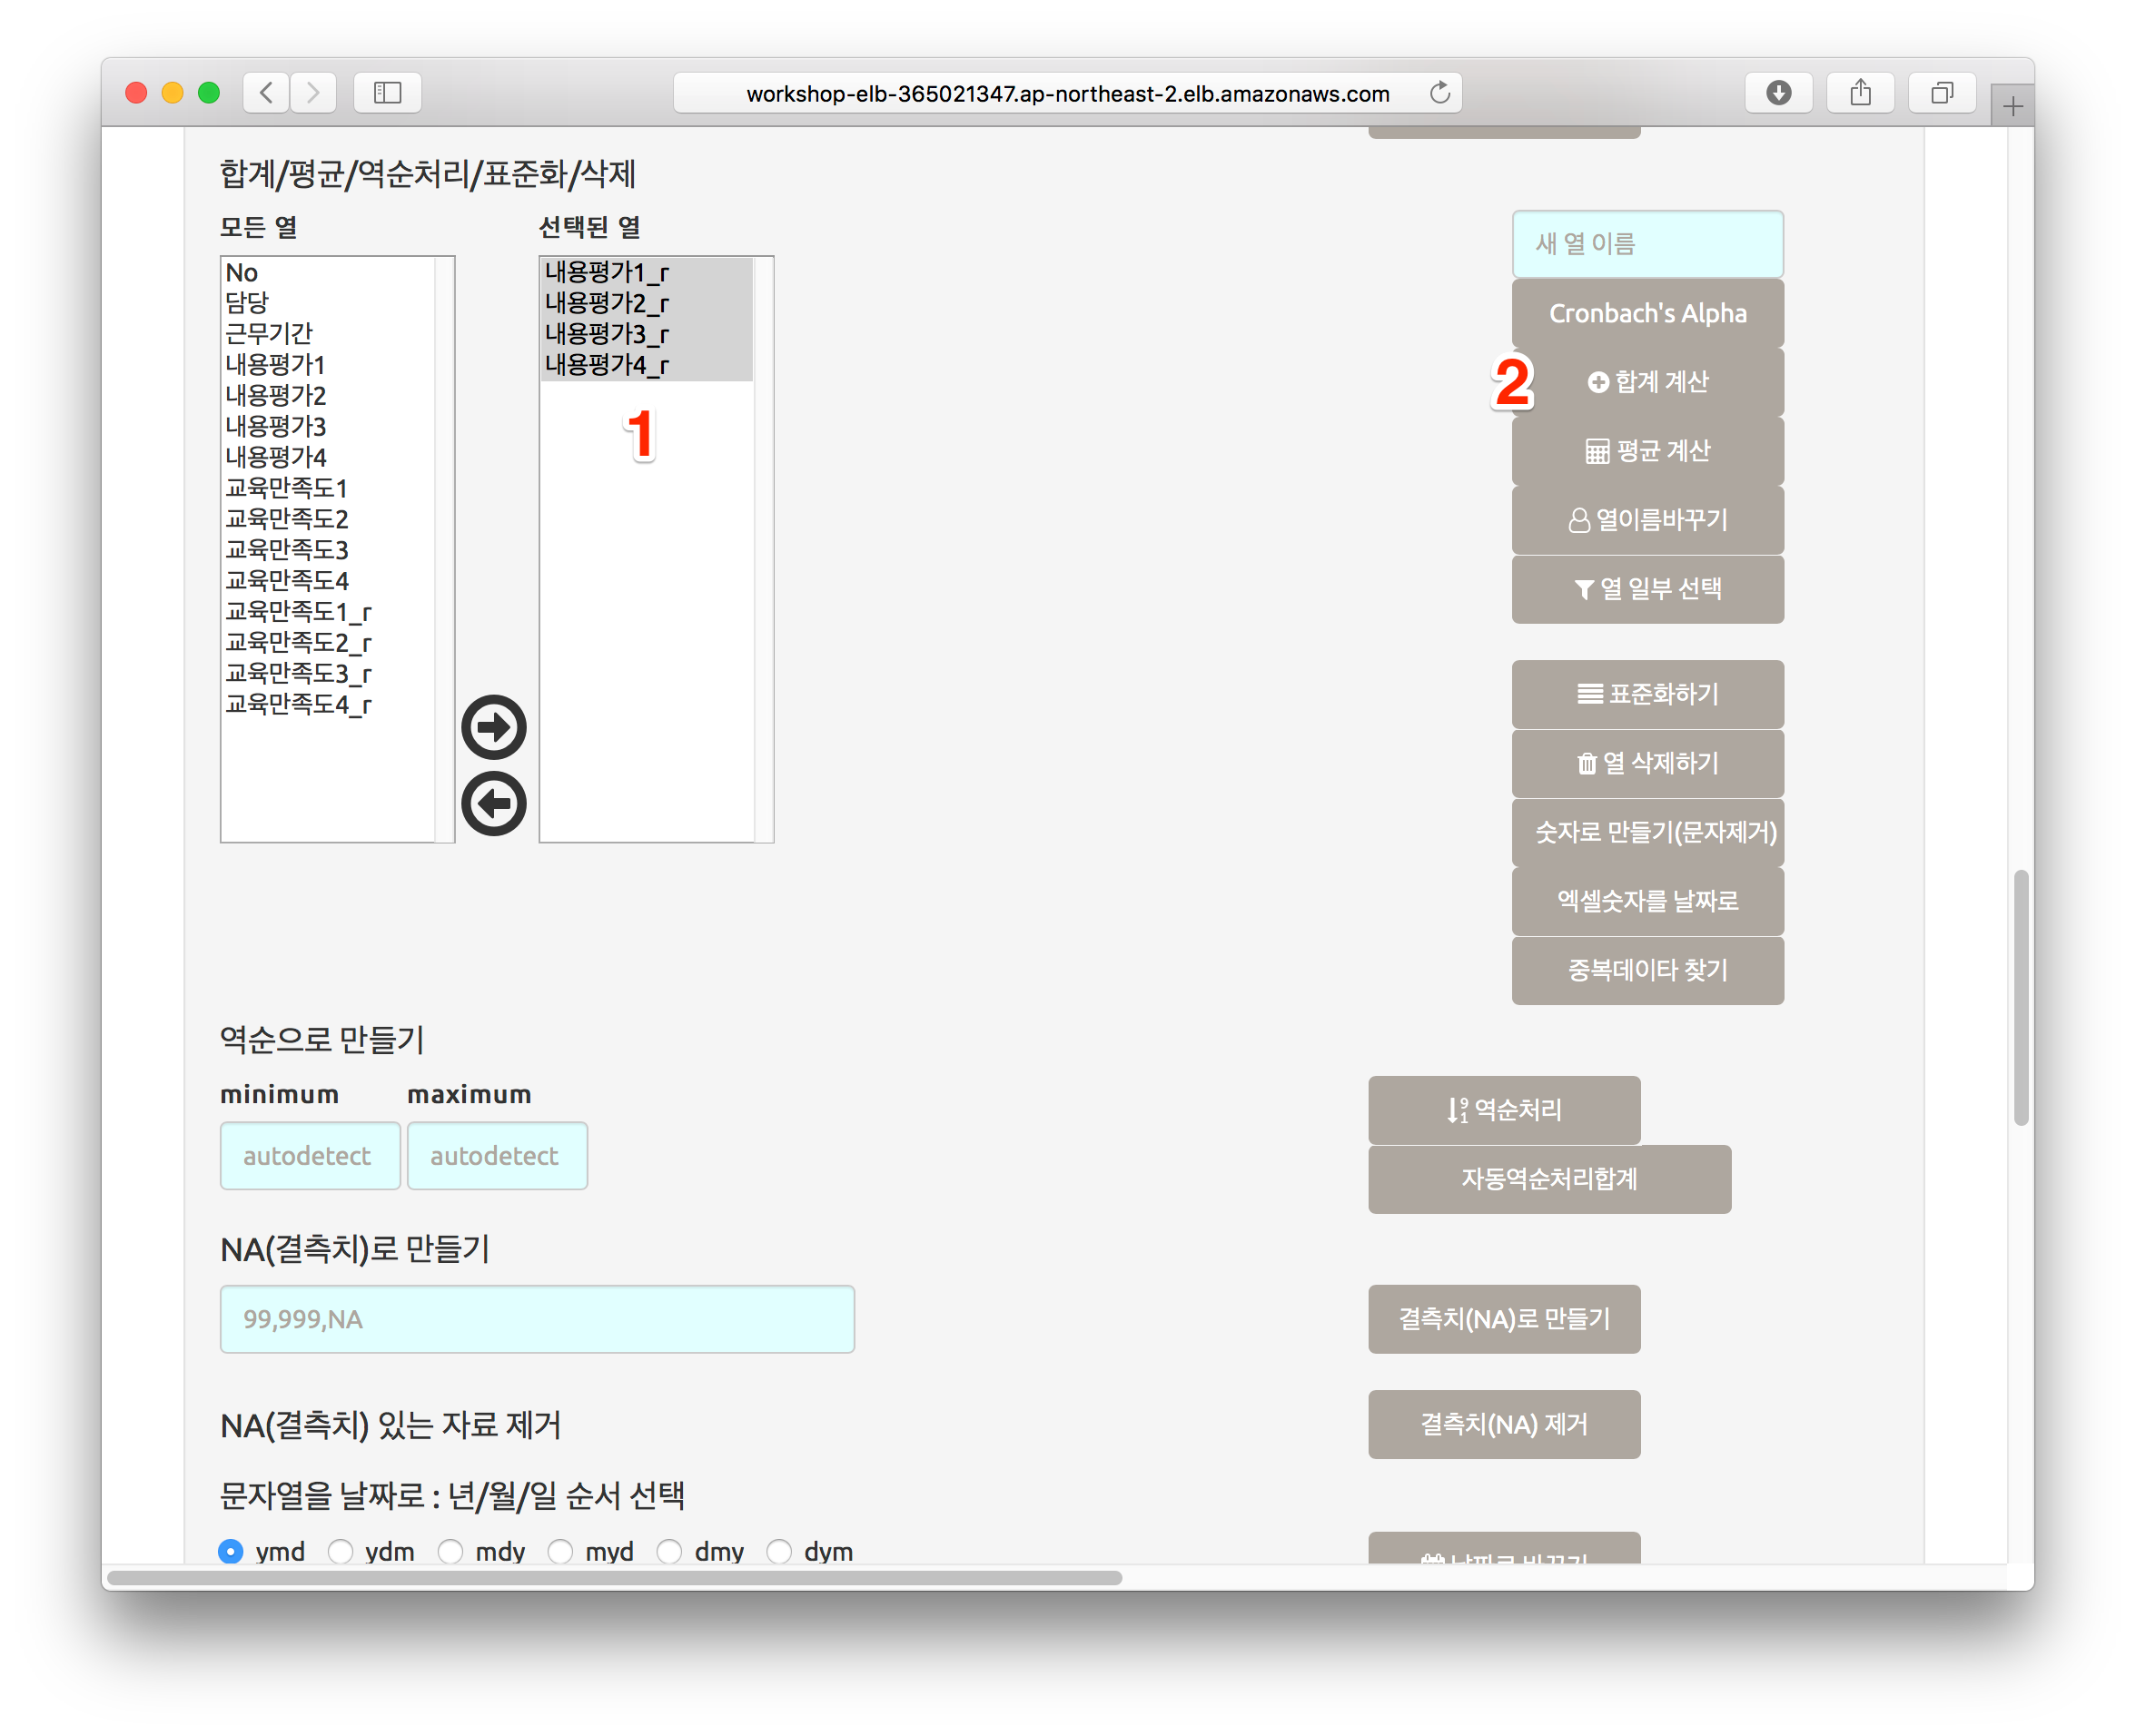 workshop-elb-365021347.ap-northeast-2.elb.amazonaws.com
합계/평균/역순처리/표준화/삭제
모든 열
선택된 열
No
담당
근무기간
내용평가1
내용평가2
내용평가3
내용평가4
교육만족도1
교육만족도2
교육만족도3
교육만족도4
교육만족도1_r
교육만족도2_r
교육만족도3_r
교육만족도4_r
내용평가1_r
내용평가2_r
내용평가3_r
내용평가4_r
1
새 열 이름
Cronbach's Alpha
2
합계 계산
평균 계산
열이름바꾸기
열 일부 선택
표준화하기
열 삭제하기
숫자로 만들기(문자제거)
엑셀숫자를 날짜로
중복데이타 찾기
역순으로 만들기
minimum
maximum
autodetect
autodetect
역순처리
자동역순처리합계
NA(결측치)로 만들기
99,999,NA
결측치(NA)로 만들기
NA(결측치) 있는 자료 제거
결측치(NA) 제거
문자열을 날짜로 : 년/월/일 순서 선택
ymd ydm mdy myd dmy dym
날짜로 바꾸기